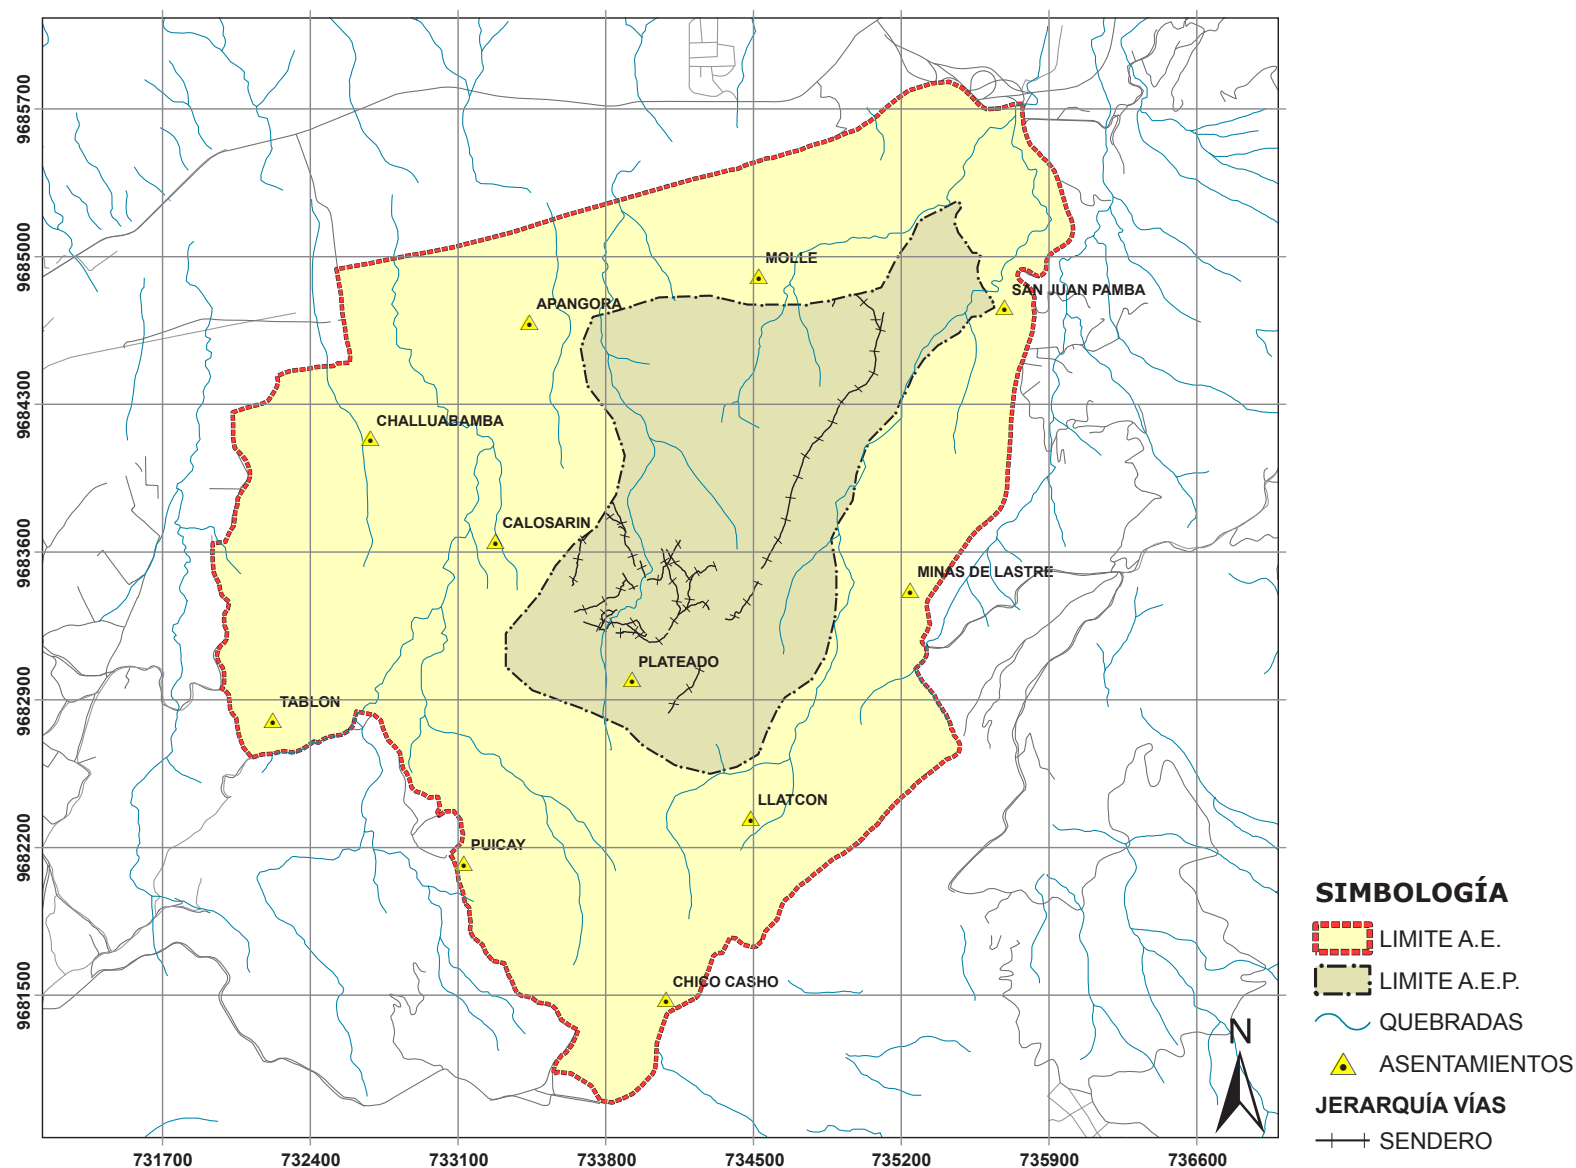 9685700
9685000
9684300
9683600
9682900
9682200
9681500
MOLLE
SAN JUAN PAMBA
APANGORA
CHALLUABAMBA
CALOSARIN
MINAS DE LASTRE
PLATEADO
TABLON
LLATCON
PUICAY
CHICO CASHO
731700 732400 733100 733800 734500 735200 735900 736600
SIMBOLOGÍA
LIMITE A.E.
LIMITE A.E.P.
QUEBRADAS
N
ASENTAMIENTOS
JERARQUÍA VÍAS
SENDERO